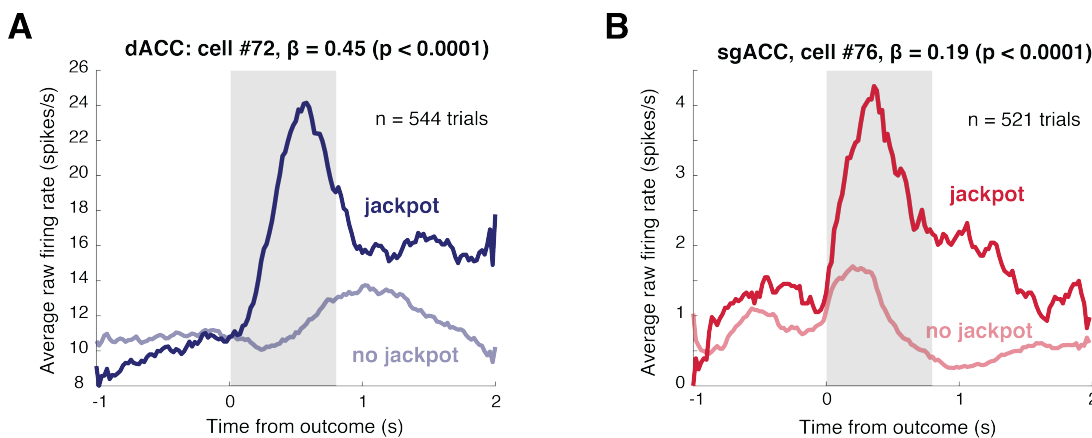 A
dACC: cell #72, β = 0.45 (p < 0.0001)
Average raw firing rate (spikes/s)
26
24
22
20
18
16
14
12
10
8
n = 544 trials
jackpot
no jackpot
-1
0
1
2
Time from outcome (s)
B
sgACC, cell #76, β = 0.19 (p < 0.0001)
Average raw firing rate (spikes/s)
4
3
2
1
0
n = 521 trials
jackpot
no jackpot
-1
0
1
2
Time from outcome (s)